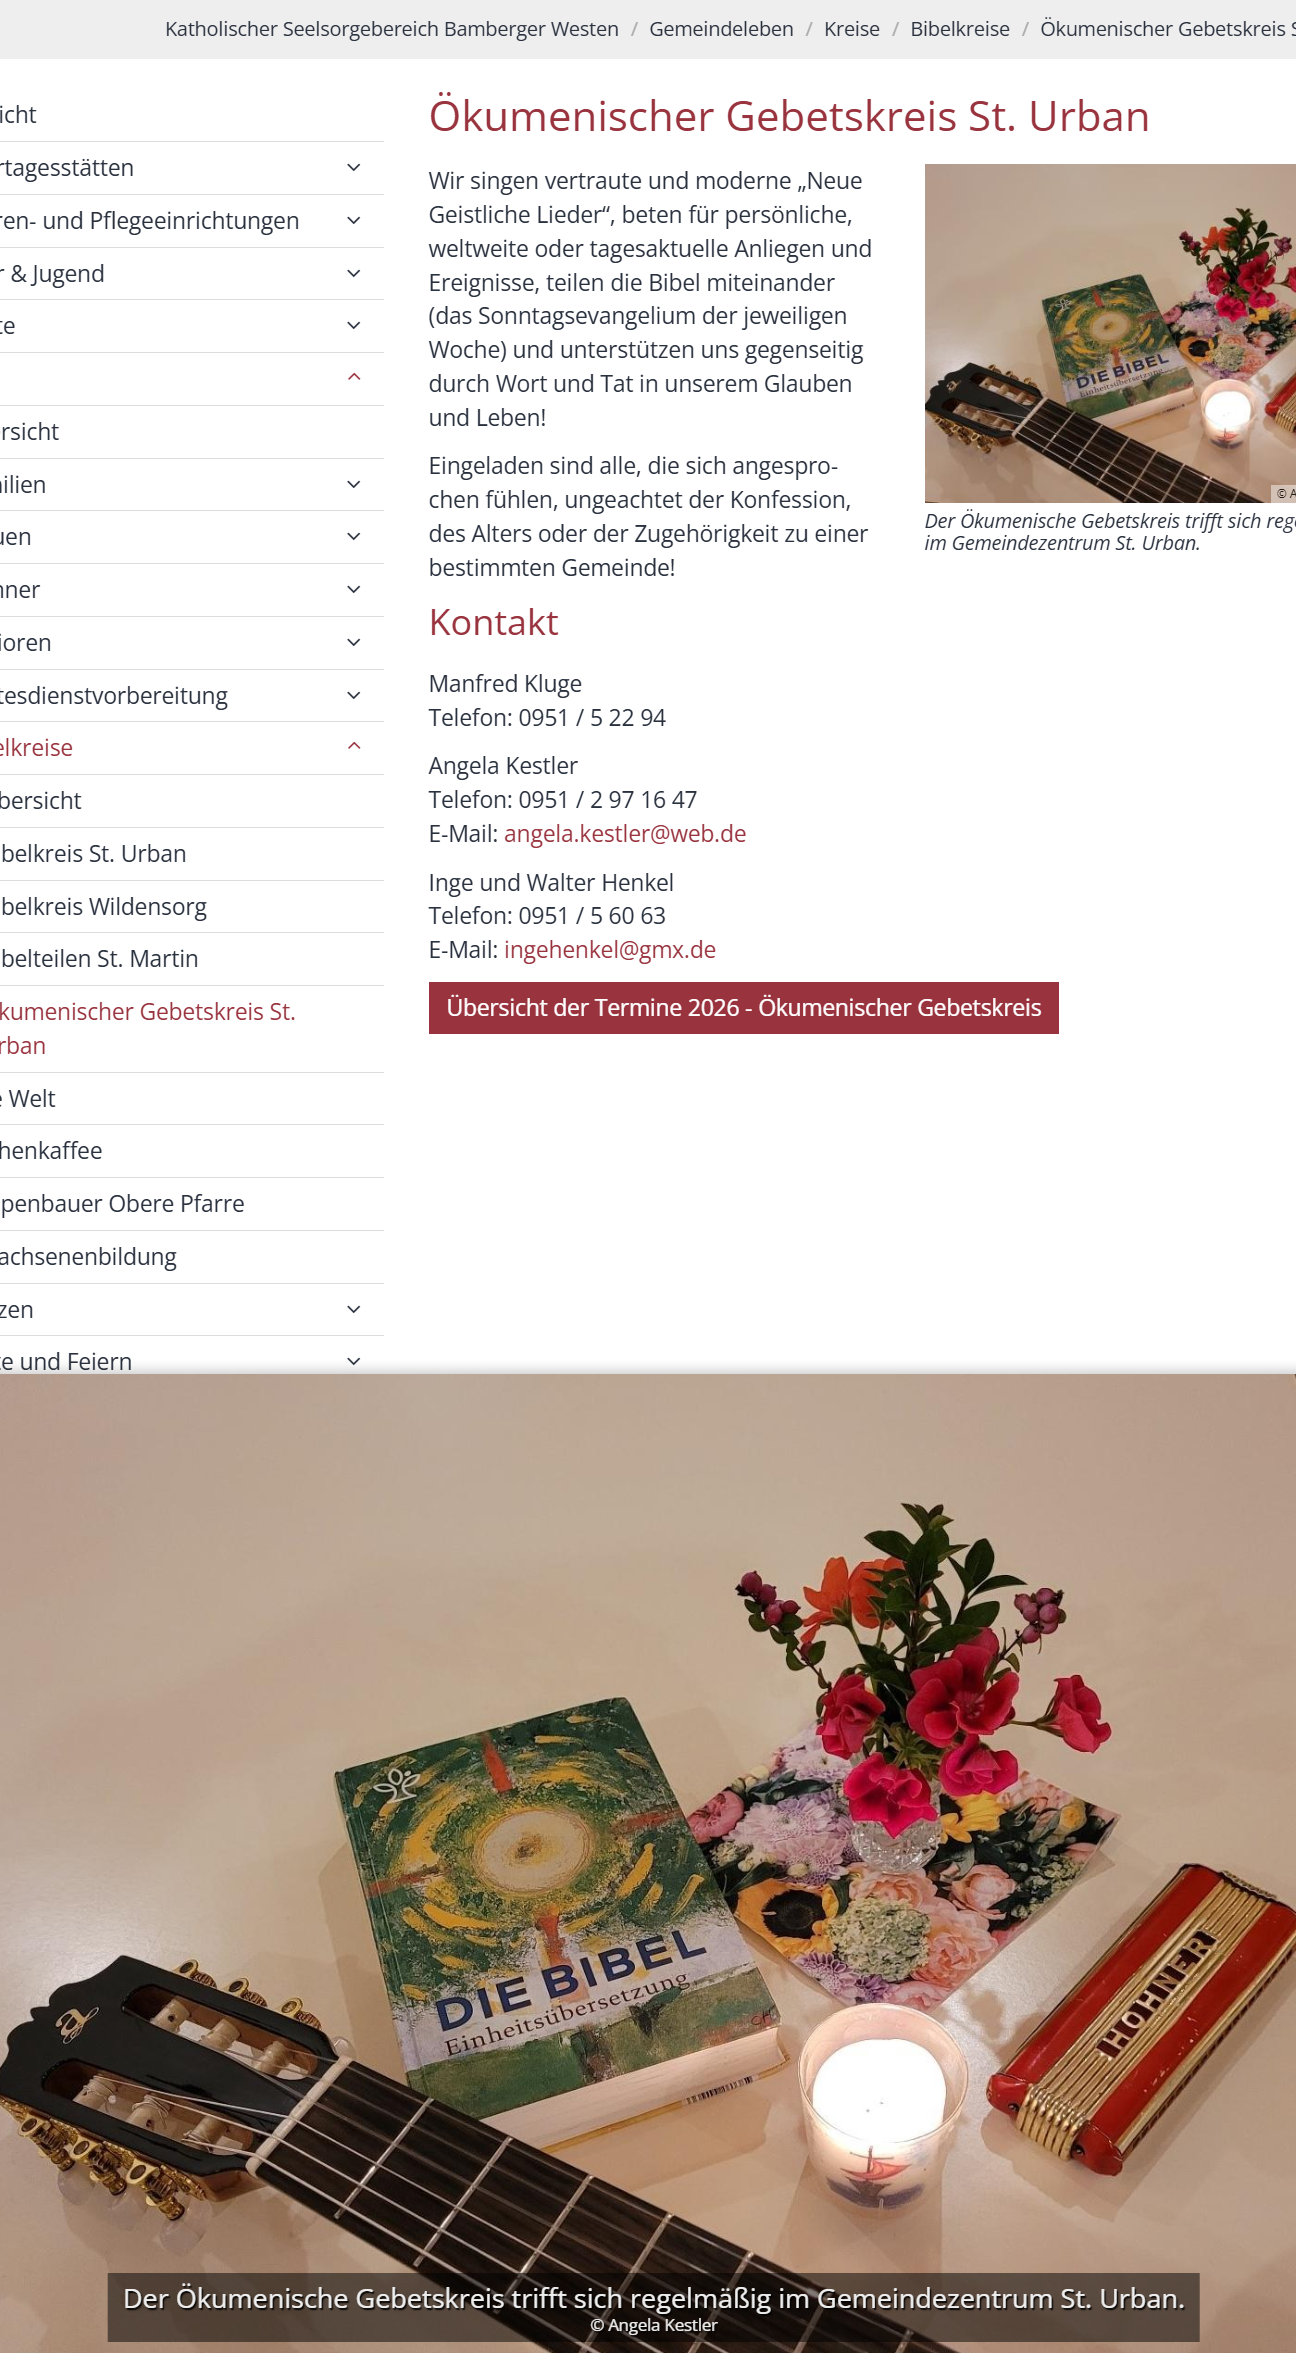 Katholischer Seelsorgebereich Bamberger Westen / Gemeindeleben / Kreise / Bibelkreise / Ökumenischer Gebetskreis S
icht
rtagesstätten
ren- und Pflegeeinrichtungen
r & Jugend
te
rsicht
ilien
uen
nner
ioren
tesdienstvorbereitung
elkreise
bersicht
belkreis St. Urban
belkreis Wildensorg
belteilen St. Martin
kumenischer Gebetskreis St.
rban
e Welt
henkaffee
ppenbauer Obere Pfarre
achsenenbildung
zen
te und Feiern
Ökumenischer Gebetskreis St. Urban
Wir singen vertraute und moderne „Neue
Geistliche Lieder“, beten für persönliche,
weltweite oder tagesaktuelle Anliegen und
Ereignisse, teilen die Bibel miteinander
(das Sonntagsevangelium der jeweiligen
Woche) und unterstützen uns gegenseitig
durch Wort und Tat in unserem Glauben
und Leben!
Eingeladen sind alle, die sich angespro-
chen fühlen, ungeachtet der Konfession,
des Alters oder der Zugehörigkeit zu einer
bestimmten Gemeinde!
DIE BIBEL
Einheitsübersetzung
© A
Der Ökumenische Gebetskreis trifft sich reg
im Gemeindezentrum St. Urban.
Kontakt
Manfred Kluge
Telefon: 0951 / 5 22 94
Angela Kestler
Telefon: 0951 / 2 97 16 47
E-Mail: angela.kestler@web.de
Inge und Walter Henkel
Telefon: 0951 / 5 60 63
E-Mail: ingehenkel@gmx.de
Übersicht der Termine 2026 - Ökumenischer Gebetskreis
DIE BIBEL
Einheitsübersetzung
HOHNER
Der Ökumenische Gebetskreis trifft sich regelmäßig im Gemeindezentrum St. Urban.
© Angela Kestler